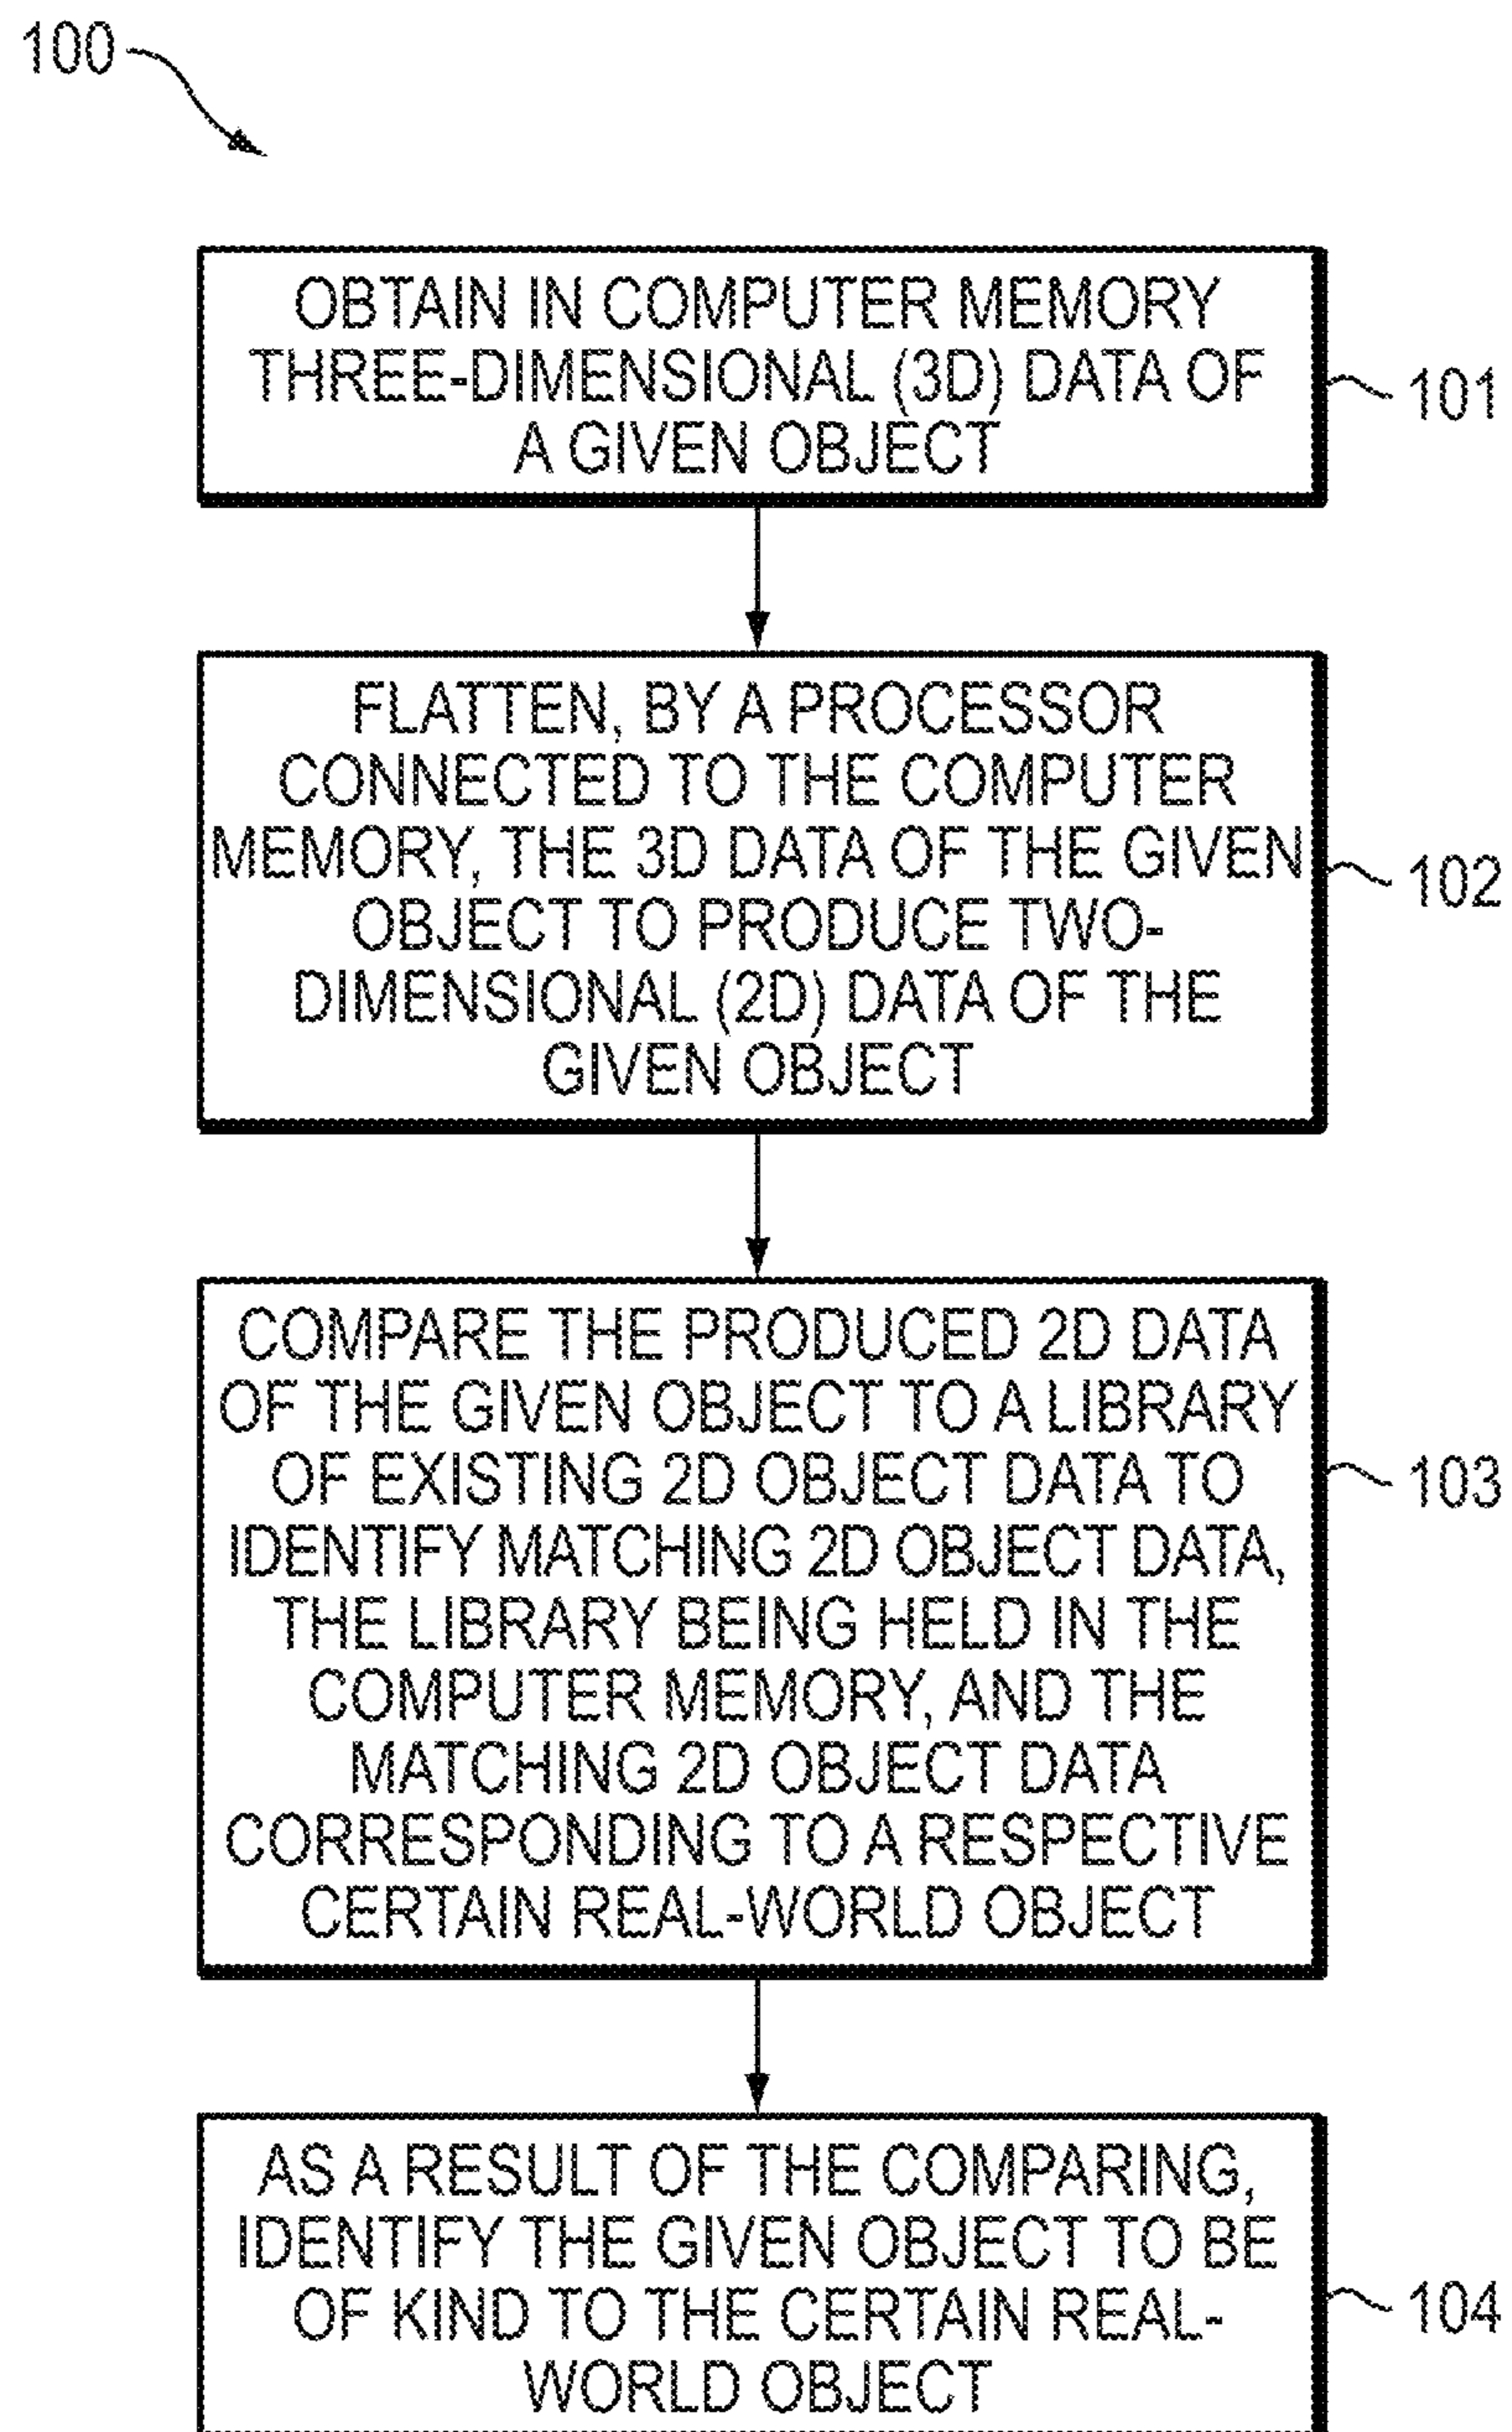 100
OBTAIN IN COMPUTER MEMORY
THREE-DIMENSIONAL (3D) DATA OF
A GIVEN OBJECT
101
FLATTEN, BY A PROCESSOR
CONNECTED TO THE COMPUTER
MEMORY, THE 3D DATA OF THE GIVEN
OBJECT TO PRODUCE TWO-
DIMENSIONAL (2D) DATA OF THE
GIVEN OBJECT
102
COMPARE THE PRODUCED 2D DATA
OF THE GIVEN OBJECT TO A LIBRARY
OF EXISTING 2D OBJECT DATA TO
IDENTIFY MATCHING 2D OBJECT DATA,
THE LIBRARY BEING HELD IN THE
COMPUTER MEMORY, AND THE
MATCHING 2D OBJECT DATA
CORRESPONDING TO A RESPECTIVE
CERTAIN REAL-WORLD OBJECT
103
AS A RESULT OF THE COMPARING,
IDENTIFY THE GIVEN OBJECT TO BE
OF KIND TO THE CERTAIN REAL-
WORLD OBJECT
104